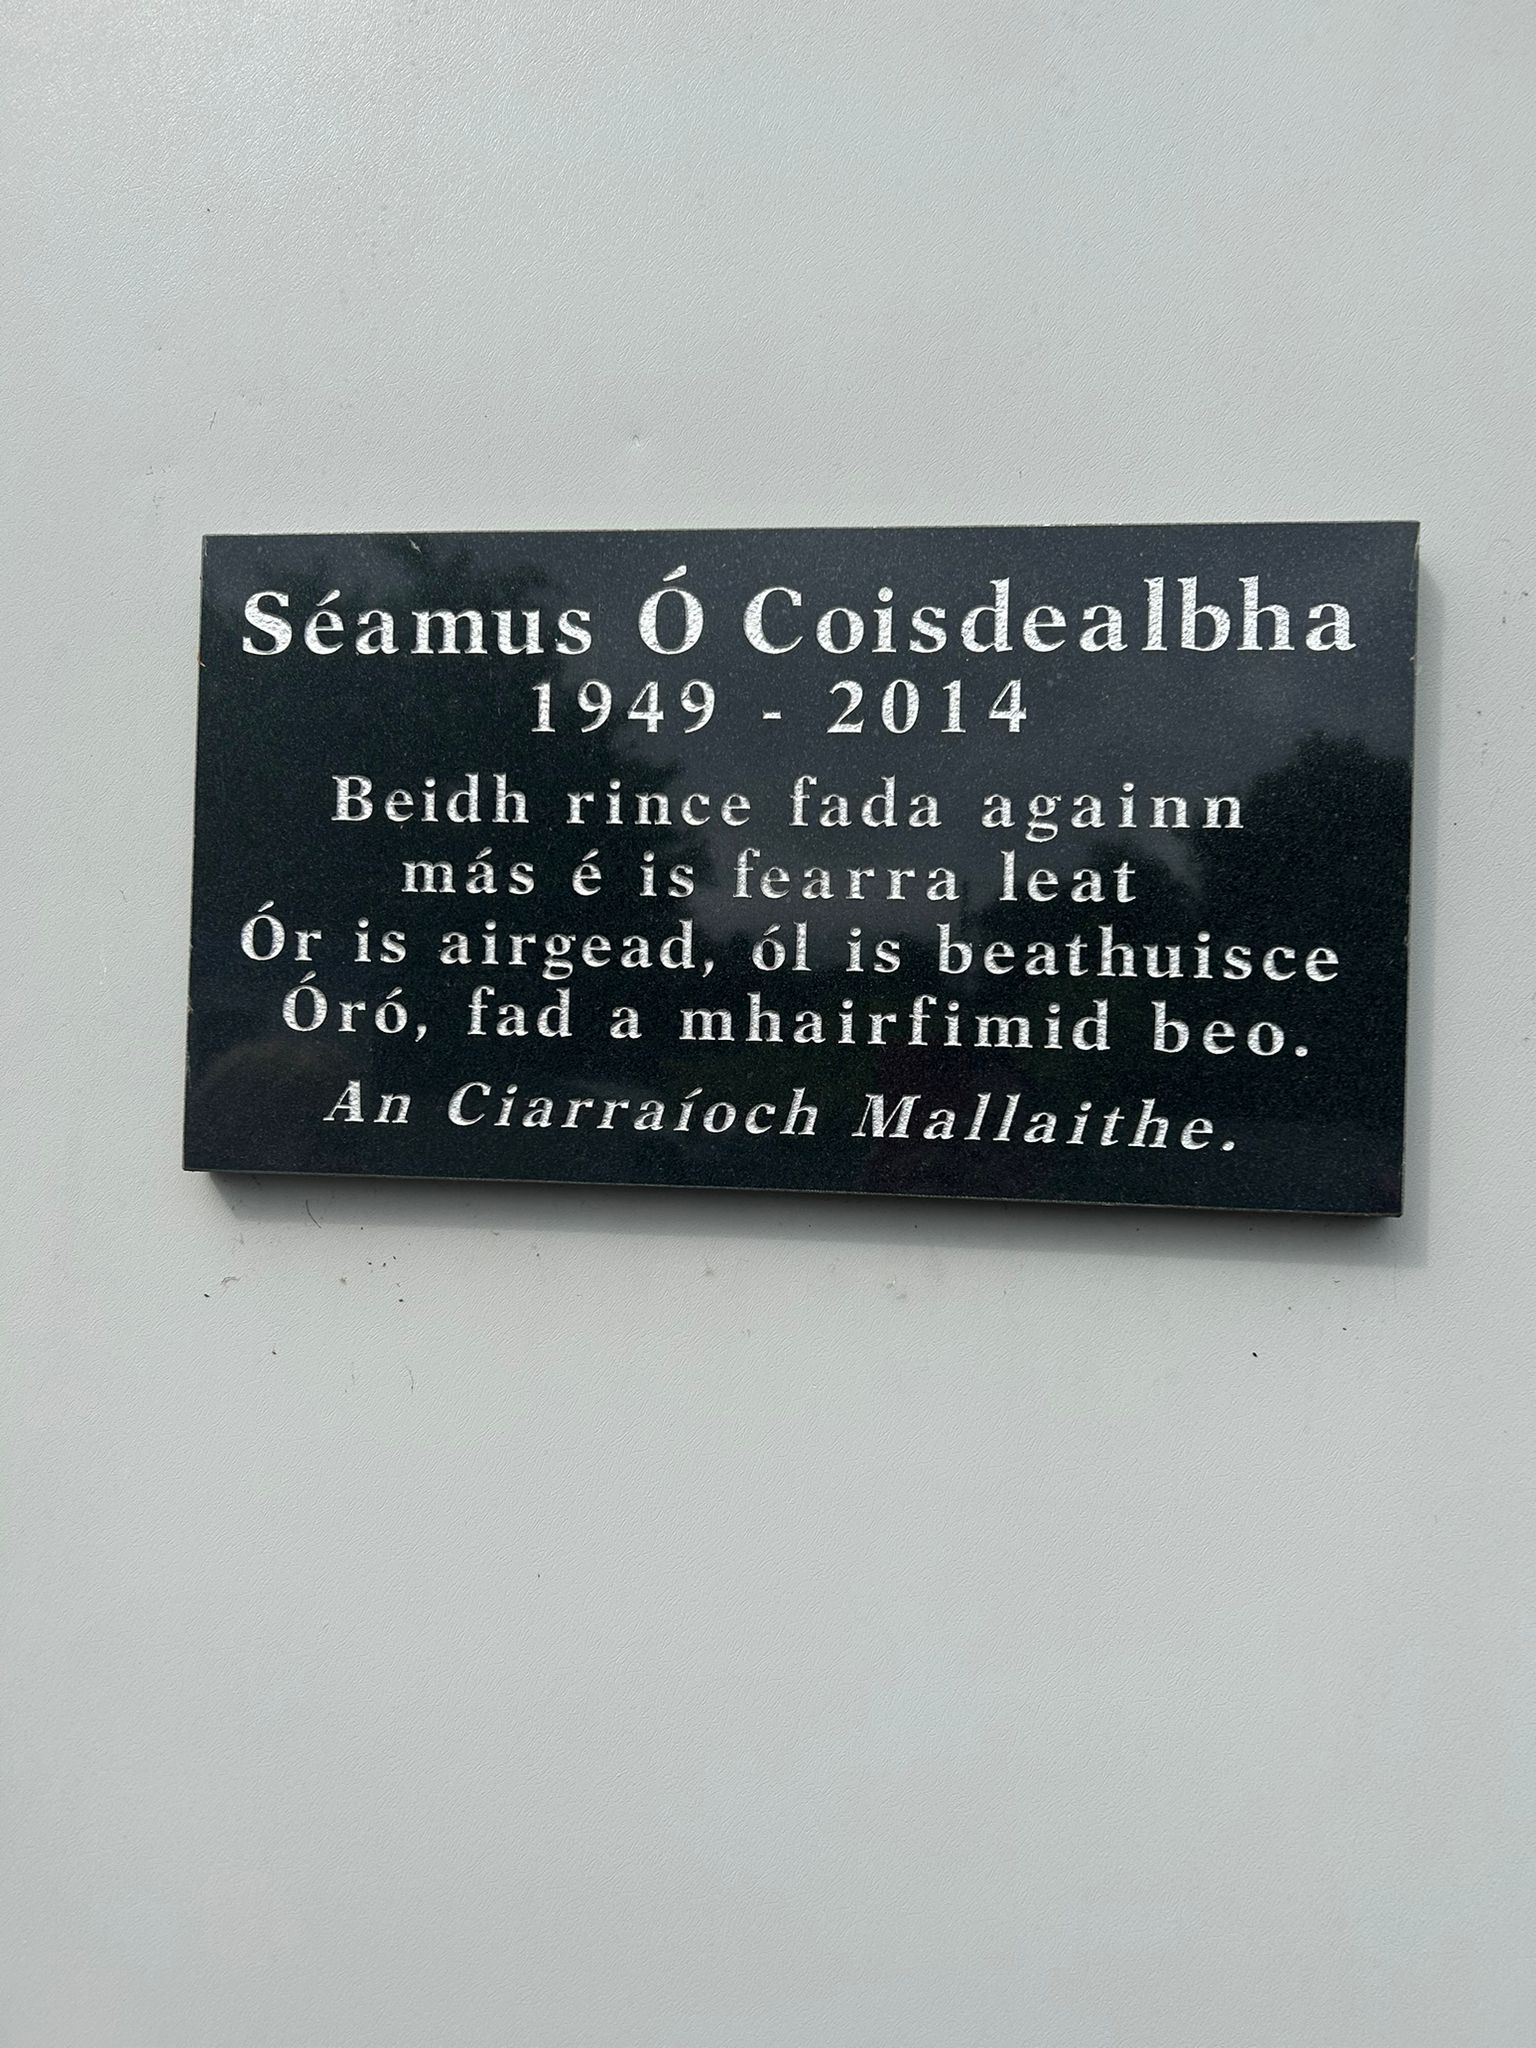 Séamus Ó Coisdealbha
1949 - 2014
Beidh rince fada againn
más é is fearra leat
Ór is airgead, ól is beathuisce
Óró, fad a mhairfimid beo.
An Ciarraíoch Mallaithe.